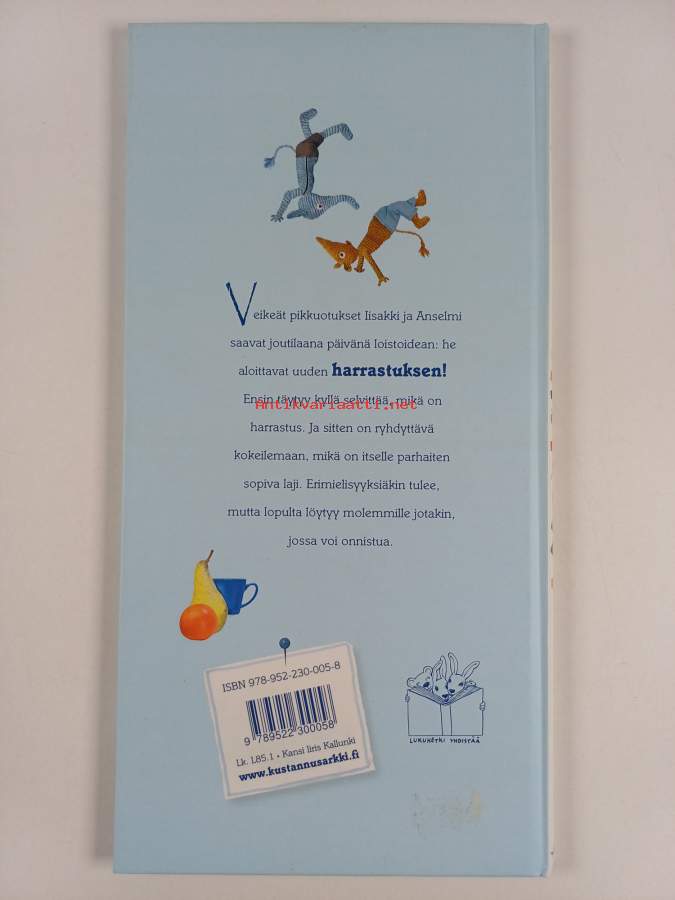 Veikeät pikkuotukset Iisakki ja Anselmi
saavat joutilaana päivänä loistoidean: he
aloittavat uuden harrastuksen!
Ensin täytyy kyllä selvittää, mikä on
antikvariaatti.net
harrastus. Ja sitten on ryhdyttävä
kokeilemaan, mikä on itselle parhaiten
sopiva laji. Erimielisyyksiäkin tulee,
mutta lopulta löytyy molemmille jotakin,
jossa voi onnistua.
ISBN 978-952-230-005-8
9 789522 300058
Lk. L85.1 • Kansi Iiris Kallunki
www.kustannusarkki.fi
LUKUHETKI YHDISTÄÄ